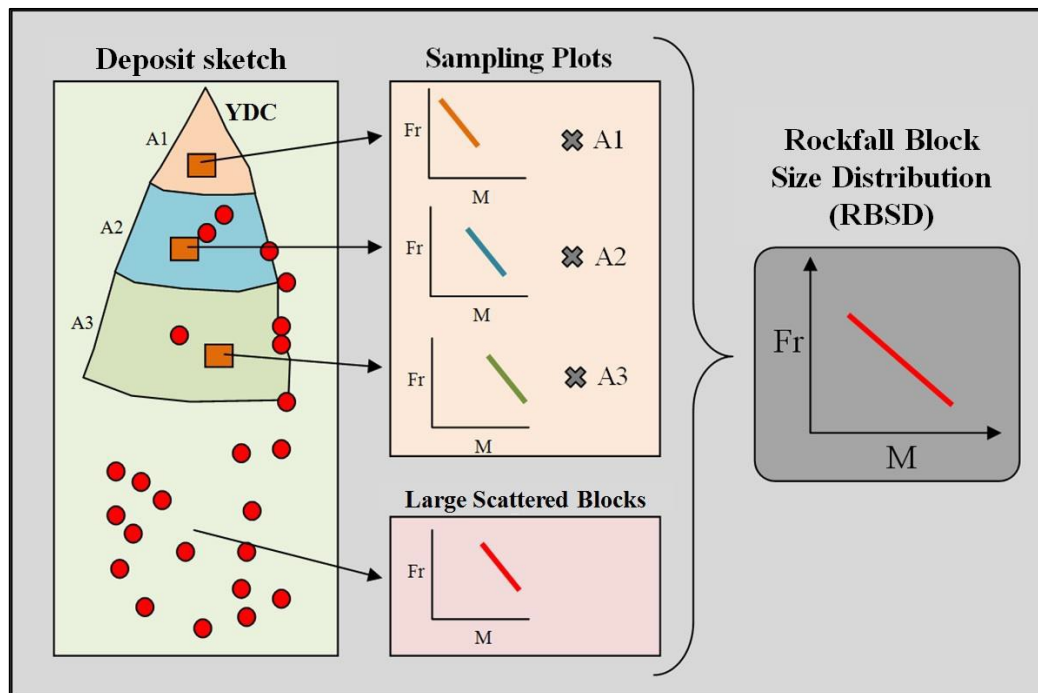 Deposit sketch
YDC
A1
A2
A3
Sampling Plots
Fr
M
A1
Fr
M
A2
Fr
M
A3
Large Scattered Blocks
Fr
M
Rockfall Block
Size Distribution
(RBSD)
Fr
M